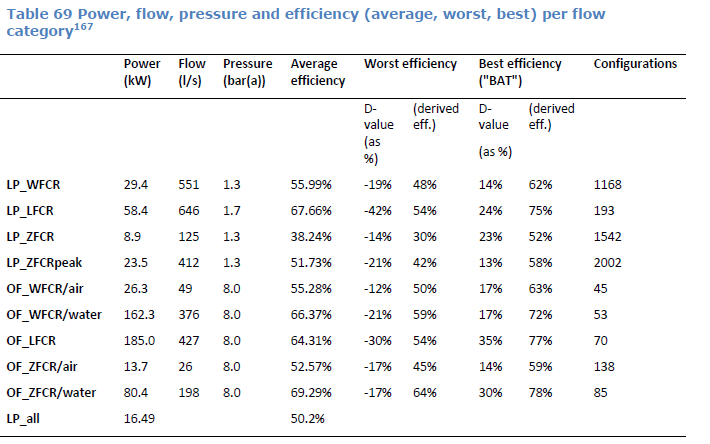 Table 69 Power, flow, pressure and efficiency (average, worst, best) per flow
category167
Power (kW) Flow (l/s) Pressure (bar(a)) Average efficiency Worst efficiency Best efficiency ("BAT") Configurations
D-value (as %) (derived eff.) D-value (as %) (derived eff.)
LP_WFCR 29.4 551 1.3 55.99% -19% 48% 14% 62% 1168
LP_LFCR 58.4 646 1.7 67.66% -42% 54% 24% 75% 193
LP_ZFCR 8.9 125 1.3 38.24% -14% 30% 23% 52% 1542
LP_ZFCRpeak 23.5 412 1.3 51.73% -21% 42% 13% 58% 2002
OF_WFCR/air 26.3 49 8.0 55.28% -12% 50% 17% 63% 45
OF_WFCR/water 162.3 376 8.0 66.37% -21% 59% 17% 72% 53
OF_LFCR 185.0 427 8.0 64.31% -30% 54% 35% 77% 70
OF_ZFCR/air 13.7 26 8.0 52.57% -17% 45% 14% 59% 138
OF_ZFCR/water 80.4 198 8.0 69.29% -17% 64% 30% 78% 85
LP_all 16.49 50.2%